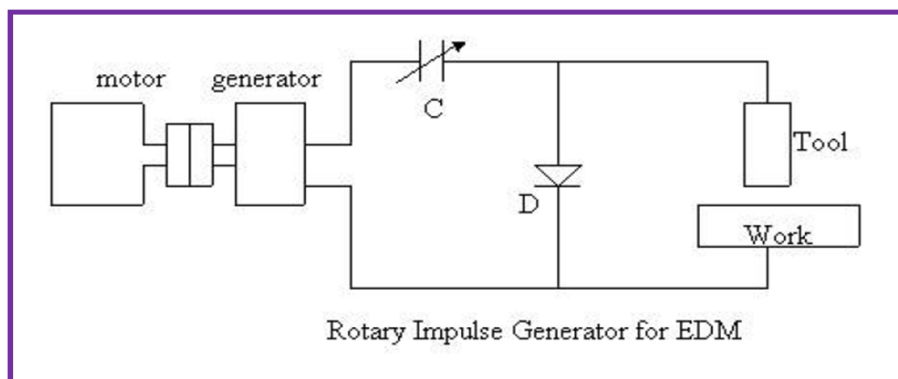 motor
generator
C
D
Tool
Work
Rotary Impulse Generator for EDM